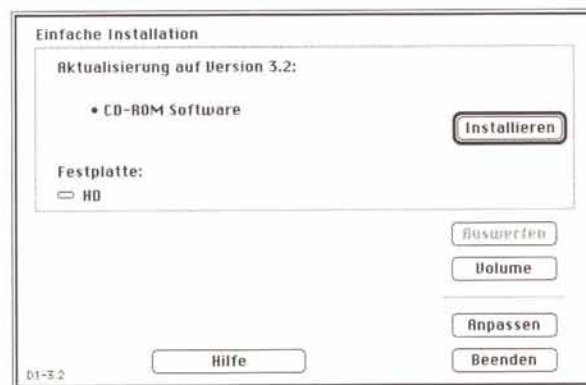 Einfache Installation
Aktualisierung auf Version 3.2:
• CD-ROM Software
Installieren
Festplatte:
HD
Auswerfen
Volume
Anpassen
Hilfe
Beenden
D1-3.2